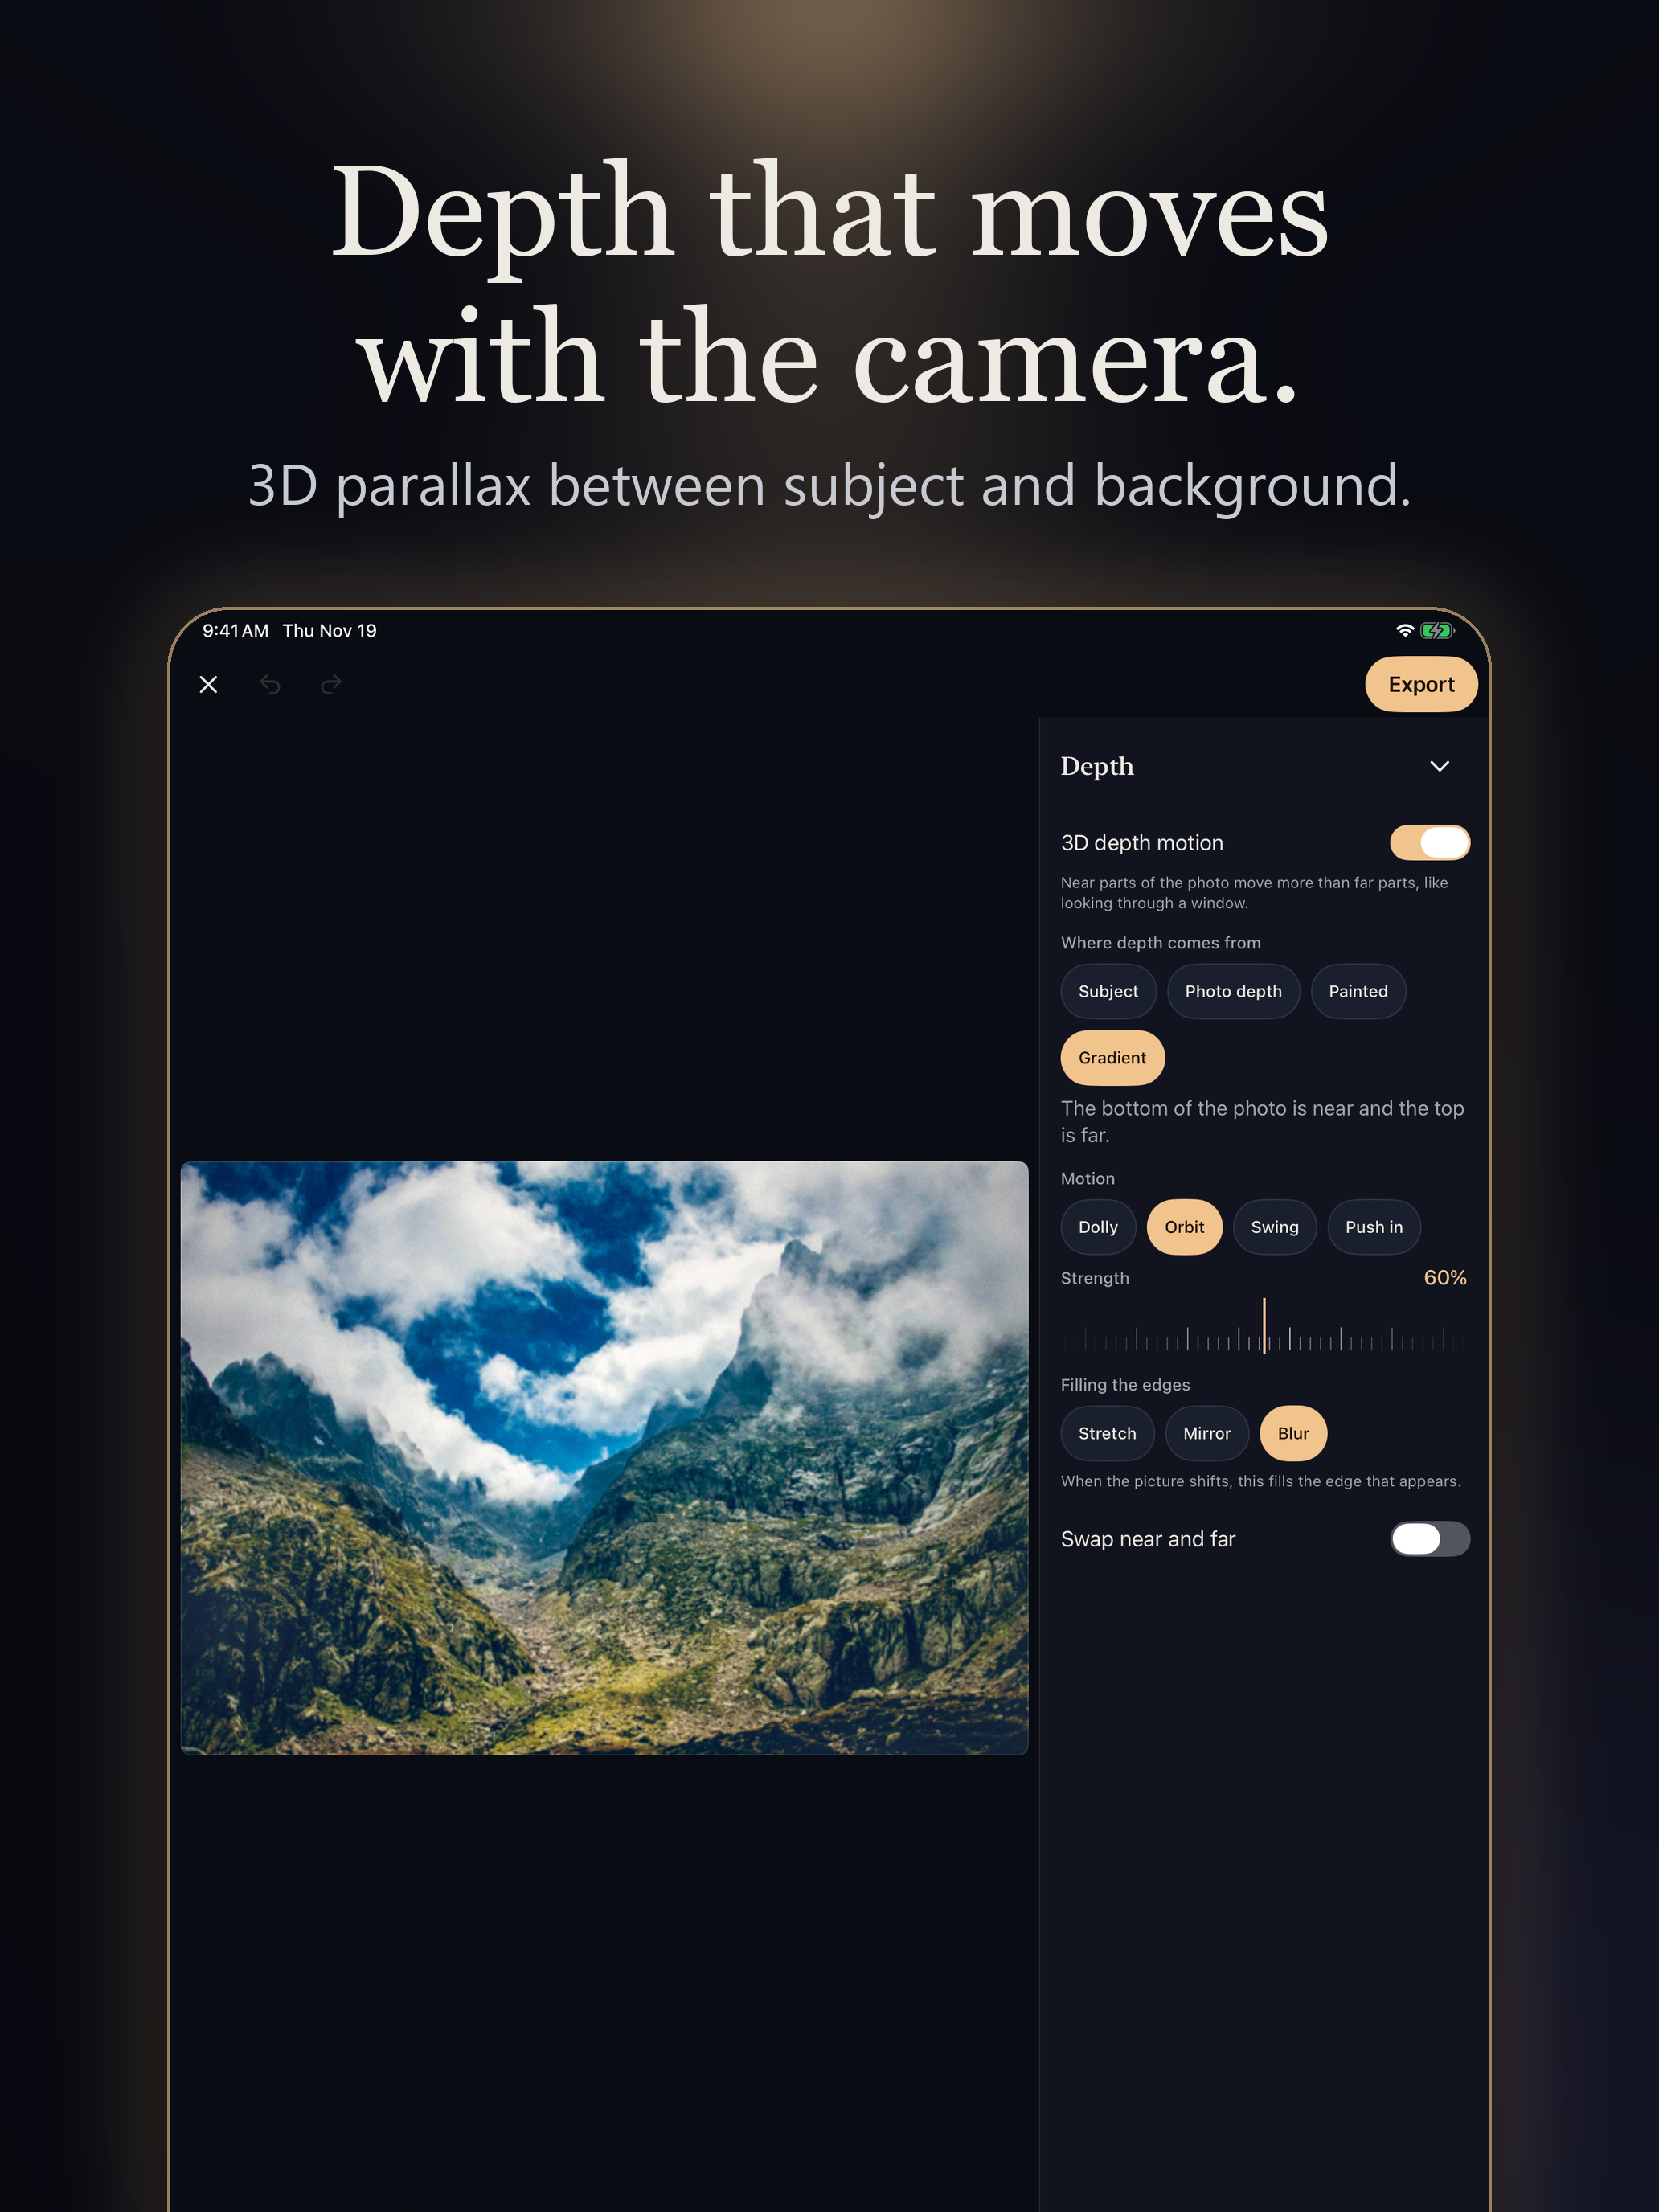 Depth that moves
with the camera.
3D parallax between subject and background.
9:41 AM Thu Nov 19
Export
Depth
3D depth motion
Near parts of the photo move more than far parts, like
looking through a window.
Where depth comes from
Subject Photo depth Painted
Gradient
The bottom of the photo is near and the top
is far.
Motion
Dolly Orbit Swing Push in
Strength 60%
Filling the edges
Stretch Mirror Blur
When the picture shifts, this fills the edge that appears.
Swap near and far